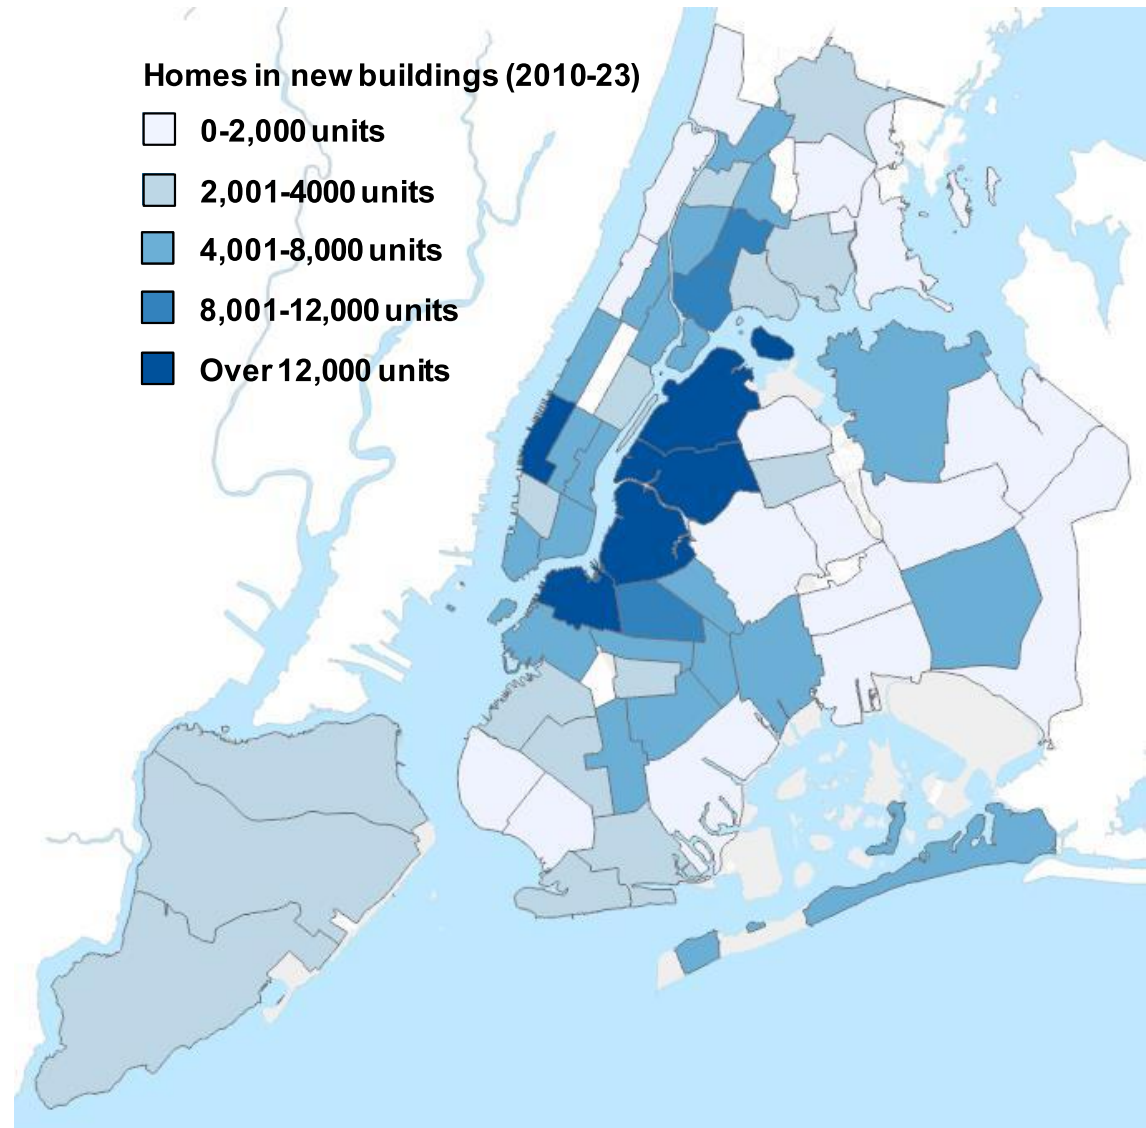 Homes in new buildings (2010-23)
0-2,000 units
2,001-4000 units
4,001-8,000 units
8,001-12,000 units
Over 12,000 units